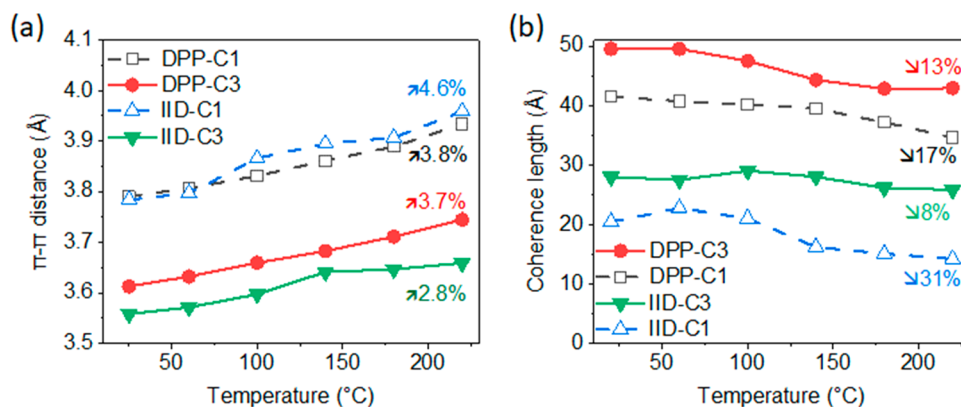 (a)
4.1
4.0
3.9
3.8
3.7
3.6
3.5
π-π distance (Å)
DPP-C1
DPP-C3
IID-C1
IID-C3
↗4.6%
↗3.8%
↗3.7%
↗2.8%
50
100
150
200
Temperature (°C)
(b)
50
40
30
20
10
0
Coherence length (Å)
↘13%
↘17%
↘8%
↘31%
DPP-C3
DPP-C1
IID-C3
IID-C1
0
50
100
150
200
Temperature (°C)